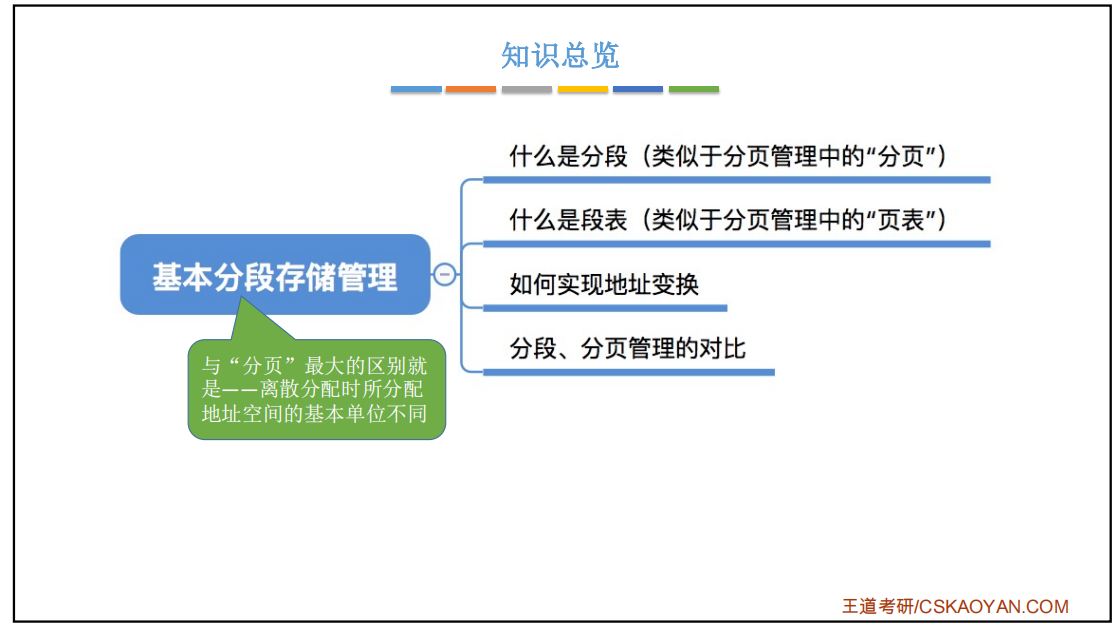 知识总览
什么是分段（类似于分页管理中的“分页”）
什么是段表（类似于分页管理中的“页表”）
基本分段存储管理
如何实现地址变换
分段、分页管理的对比
与“分页”最大的区别就
是——离散分配时所分配
地址空间的基本单位不同
王道考研/CSKAOYAN.COM